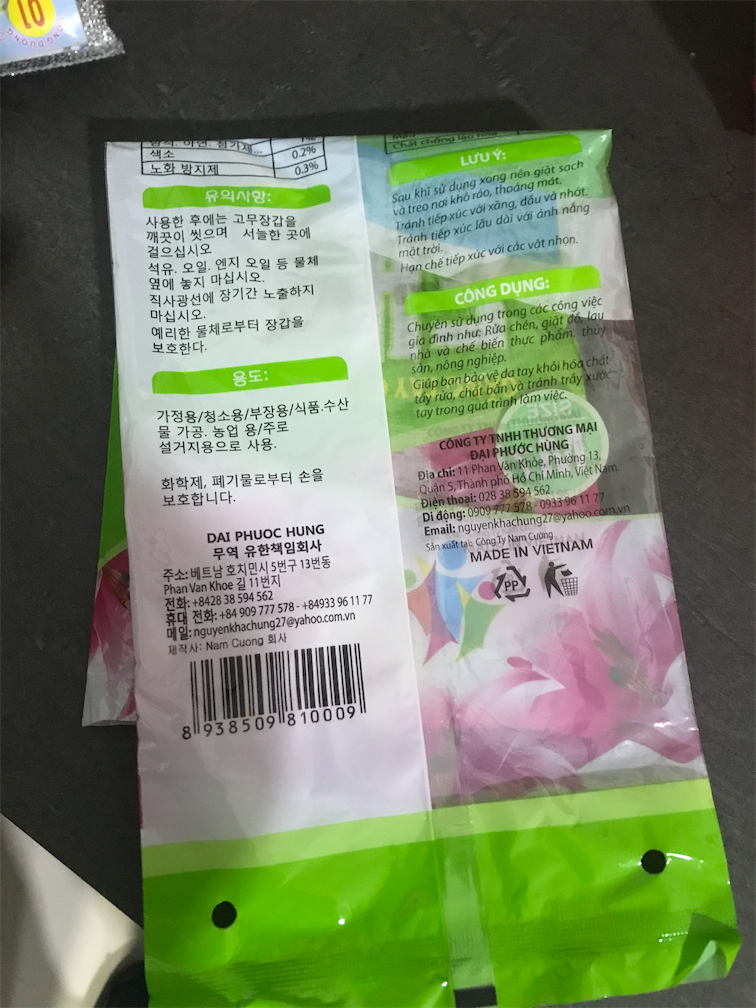 01
1%
색소 0.2%
노화 방지제 0.3%
유의사항:
사용한 후에는 고무장갑을
깨끗이 씻으며 서늘한 곳에
걸으십시오
석유. 오일. 엔지 오일 등 물체
옆에 놓지 마십시오.
직사광선에 장기간 노출하지
마십시오.
예리한 물체로부터 장갑을
보호한다.
용도:
가정용/청소용/부장용/식품.수산
물 가공. 농업 용/주로
설거지용으로 사용.
화학제, 폐기물로부터 손을
보호합니다.
DAI PHUOC HUNG
무역 유한책임회사
주소: 베트남 호치민시 5번구 13번동
Phan Van Khoe 길 11번지
전화: +8428 38 594 562
휴대 전화: +84 909 777 578 - +84933 96 11 77
메일: nguyenkhachung27@yahoo.com.vn
제작사: Nam Cuong 회사
8 938509 810009
Chất chống lão hóa
LƯU Ý:
Sau khi sử dụng xong nên giặt sạch
và treo nơi khô ráo, thoáng mát.
Tránh tiếp xúc với xăng, dầu và nhớt.
Tránh tiếp xúc lâu dài với ánh nắng
mặt trời.
Hạn chế tiếp xúc với các vật nhọn.
CÔNG DỤNG:
Chuyên sử dụng trong các công việc
gia đình như: Rửa chén, giặt đồ, lau
nhà và chế biến thực phẩm. thủy
sản, nông nghiệp.
Giúp bạn bảo vệ da tay khỏi hóa chất
tẩy rửa, chất bẩn và tránh trầy xước
tay trong quá trình làm việc.
CÔNG TY TNHH THƯƠNG MẠI
ĐẠI PHƯỚC HÙNG
Địa chỉ: 11 Phan Văn Khỏe, Phường 13,
Quận 5, Thành phố Hồ Chí Minh, Việt Nam.
Điện thoại: 028 38 594 562
Di động: 0909 777 578 - 0933 96 11 77
Email: nguyenkhachung27@yahoo.com.vn
Sản xuất tại: Công Ty Nam Cường
MADE IN VIETNAM
PP